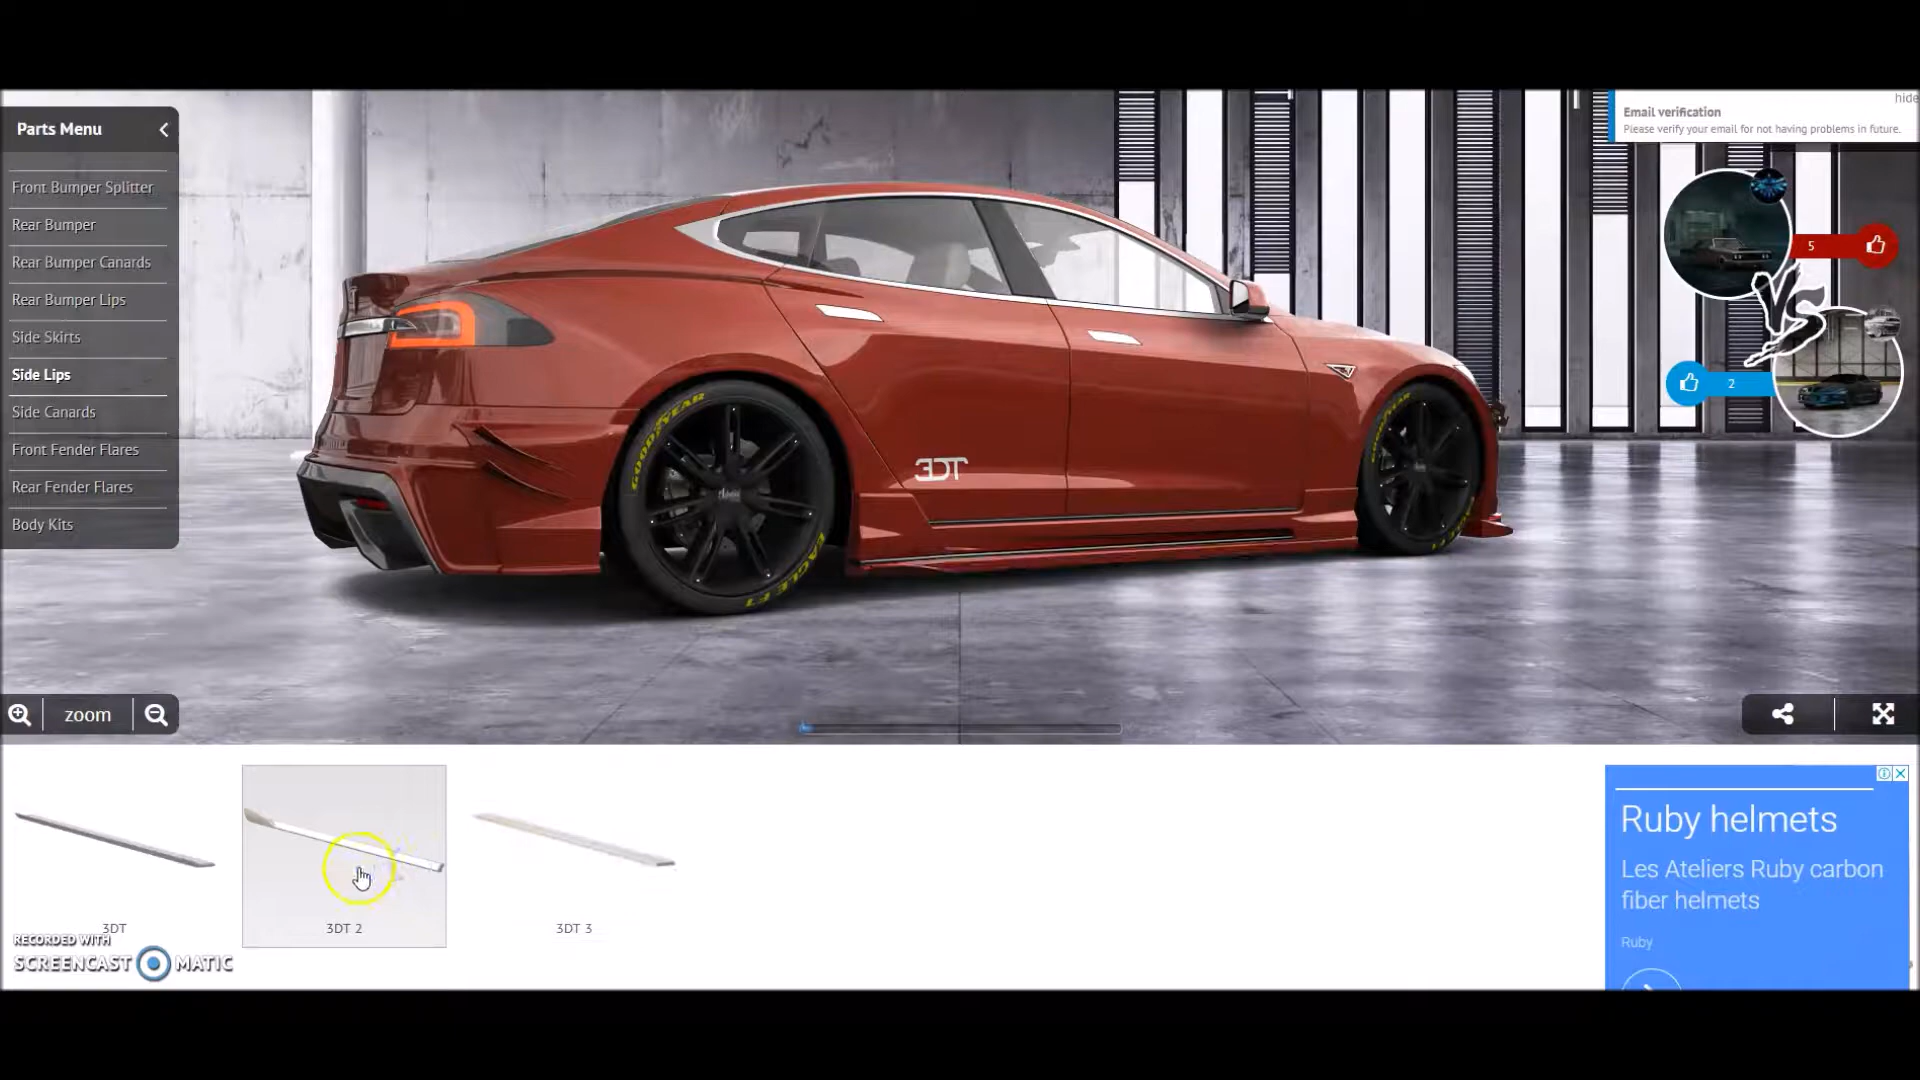 Parts Menu
Front Bumper Splitter
Rear Bumper
Rear Bumper Canards
Rear Bumper Lips
Side Skirts
Side Lips
Side Canards
Front Fender Flares
Rear Fender Flares
Body Kits
hide
Email verification
Please verify your email for not having problems in future.
5
VS
2
GOODYEAR
EAGLE F1
3DT
GOODYEAR
zoom
3DT
3DT 2
3DT 3
RECORDED WITH
SCREENCAST MATIC
Ruby helmets
Les Ateliers Ruby carbon
fiber helmets
Ruby